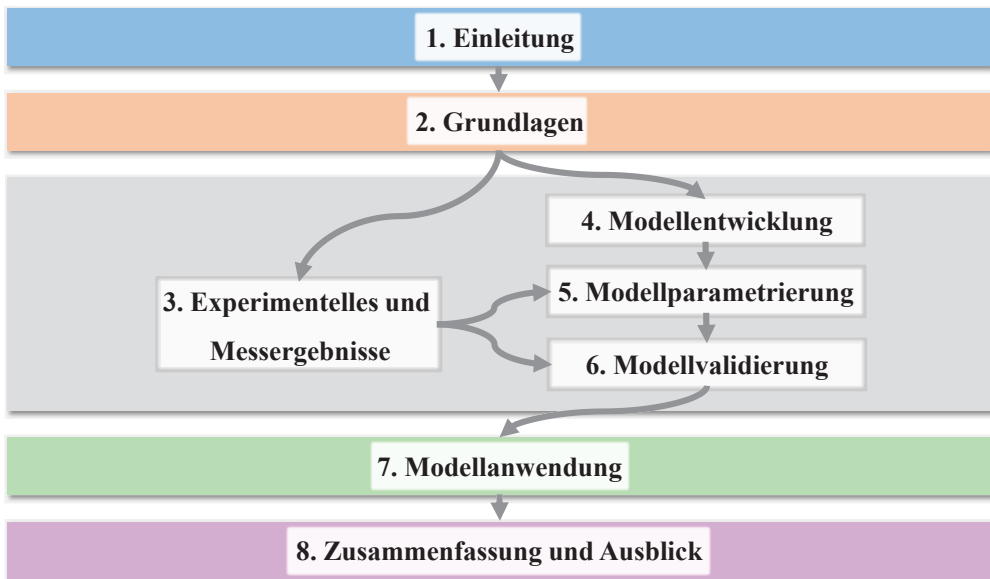 1. Einleitung
2. Grundlagen
3. Experimentelles und
Messergebnisse
4. Modellentwicklung
5. Modellparametrierung
6. Modellvalidierung
7. Modellanwendung
8. Zusammenfassung und Ausblick